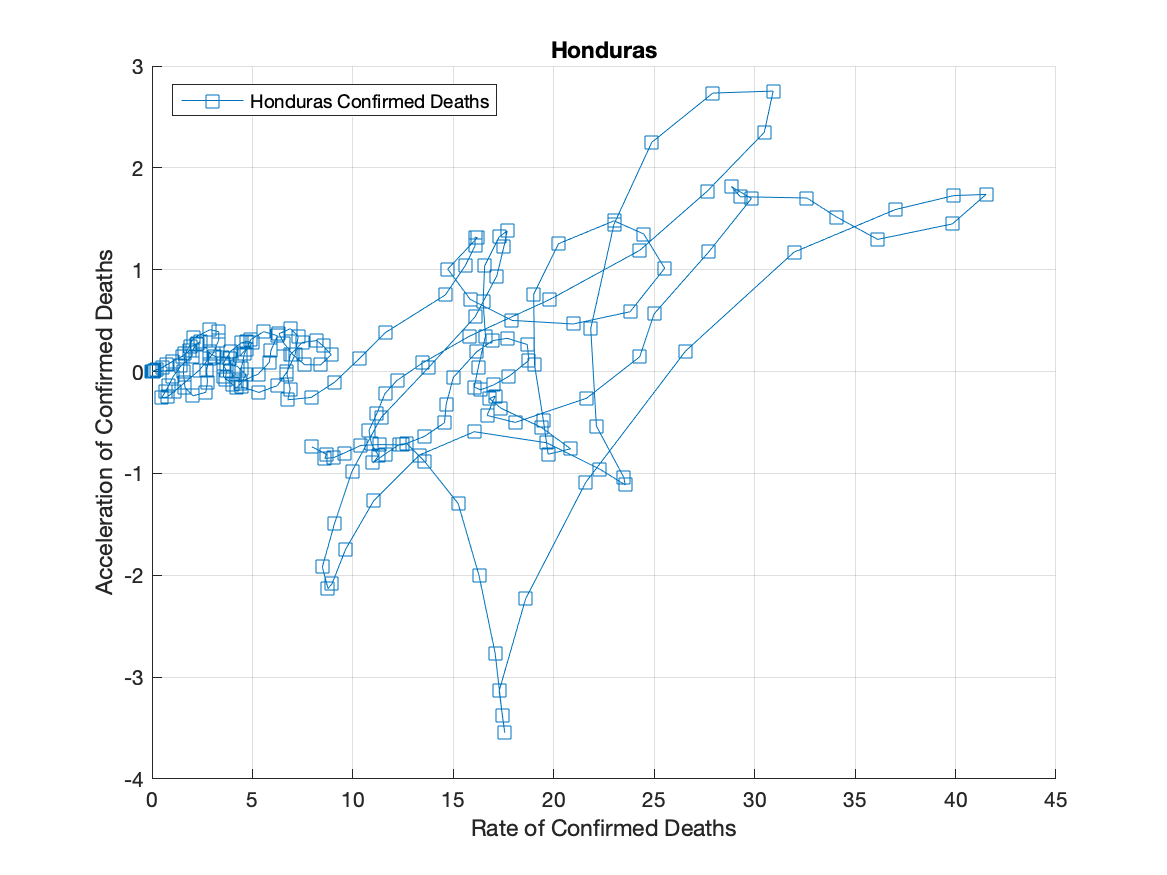 Honduras
Honduras Confirmed Deaths
3
2
1
0
-1
-2
-3
-4
Acceleration of Confirmed Deaths
0 5 10 15 20 25 30 35 40 45
Rate of Confirmed Deaths